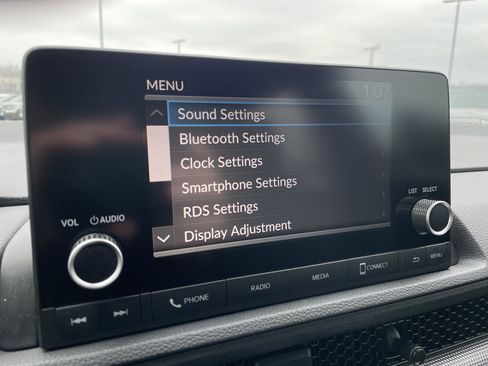 MENU 1:07
Sound Settings
Bluetooth Settings
Clock Settings
Smartphone Settings
RDS Settings
Display Adjustment
VOL AUDIO
LIST SELECT
PHONE RADIO MEDIA CONNECT MENU